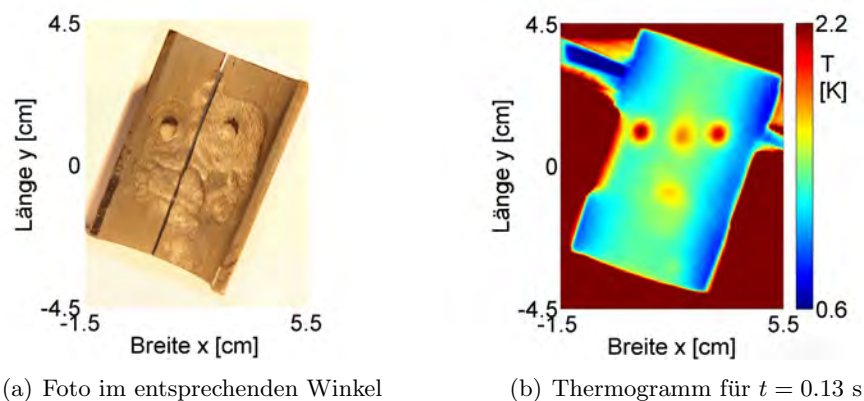 4.5
Länge y [cm]
0
-4.5
-1.5
5.5
Breite x [cm]
(a) Foto im entsprechenden Winkel
4.5
Länge y [cm]
0
-4.5
-1.5
5.5
Breite x [cm]
2.2
T
[K]
0.6
(b) Thermogramm für t = 0.13 s